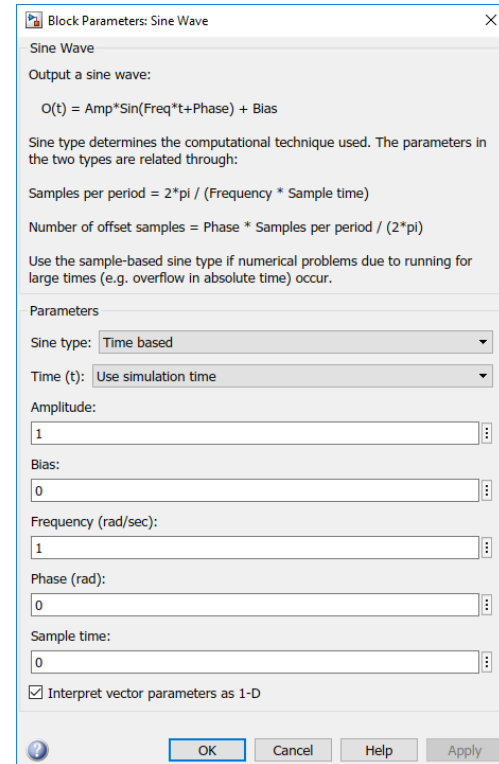 Block Parameters: Sine Wave
Sine Wave
Output a sine wave:
O(t) = Amp*Sin(Freq*t+Phase) + Bias
Sine type determines the computational technique used. The parameters in
the two types are related through:
Samples per period = 2*pi / (Frequency * Sample time)
Number of offset samples = Phase * Samples per period / (2*pi)
Use the sample-based sine type if numerical problems due to running for
large times (e.g. overflow in absolute time) occur.
Parameters
Sine type: Time based
Time (t): Use simulation time
Amplitude:
1
Bias:
0
Frequency (rad/sec):
1
Phase (rad):
0
Sample time:
0
Interpret vector parameters as 1-D
? OK Cancel Help Apply